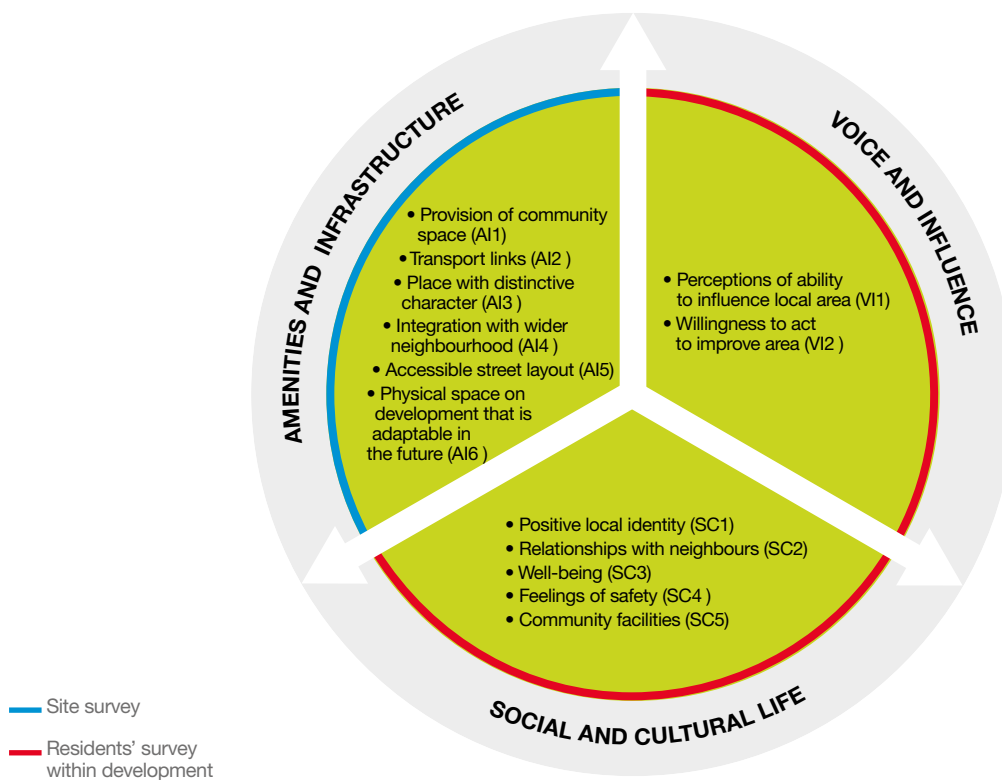 AMENITIES AND INFRASTRUCTURE
• Provision of community
space (AI1)
• Transport links (AI2 )
• Place with distinctive
character (AI3 )
• Integration with wider
neighbourhood (AI4 )
• Accessible street layout (AI5)
• Physical space on
development that is
adaptable in
the future (AI6 )
VOICE AND INFLUENCE
• Perceptions of ability
to influence local area (VI1)
• Willingness to act
to improve area (VI2 )
• Positive local identity (SC1)
• Relationships with neighbours (SC2)
• Well-being (SC3)
• Feelings of safety (SC4 )
• Community facilities (SC5)
SOCIAL AND CULTURAL LIFE
Site survey
Residents’ survey
within development